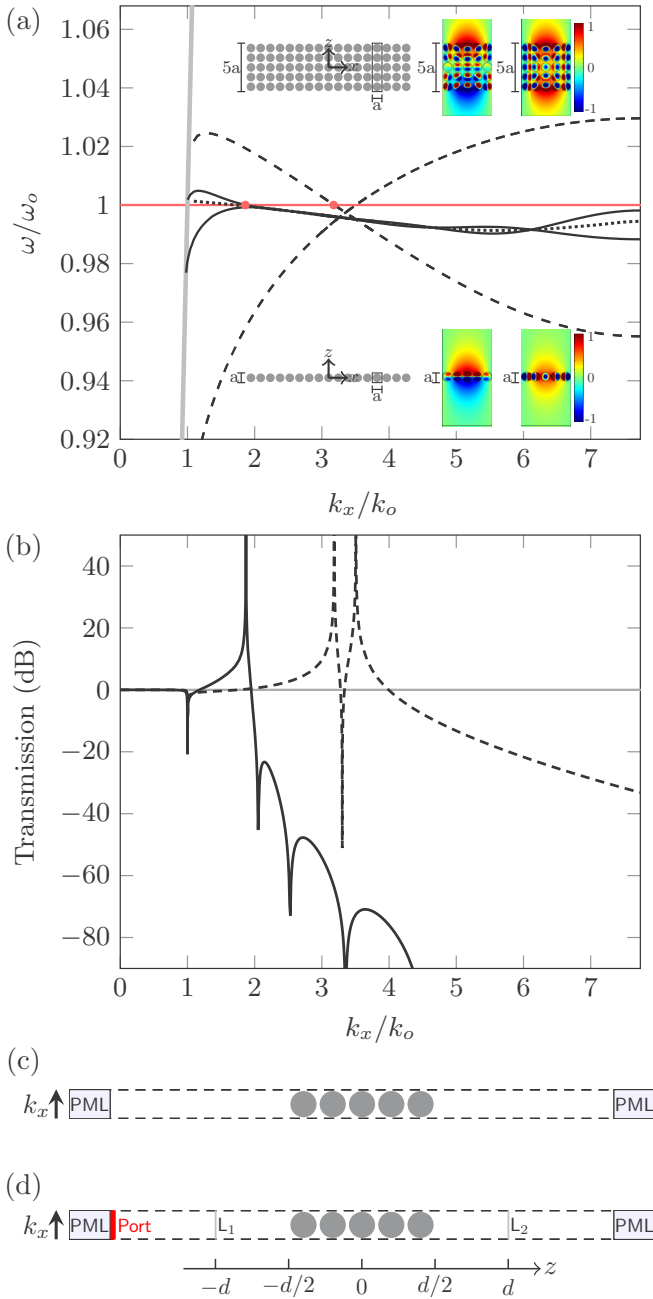 (a)
1.06
1.04
1.02
1
0.98
0.96
0.94
0.92
ω/ω_o
5a
z
x
a
5a
5a
1
0
-1
a
z
x
a
a
a
1
0
-1
0 1 2 3 4 5 6 7
k_x/k_o
(b)
40
20
0
−20
−40
−60
−80
Transmission (dB)
0 1 2 3 4 5 6 7
k_x/k_o
(c)
k_x PML PML
(d)
k_x PML Port L_1 L_2 PML
−d −d/2 0 d/2 d z